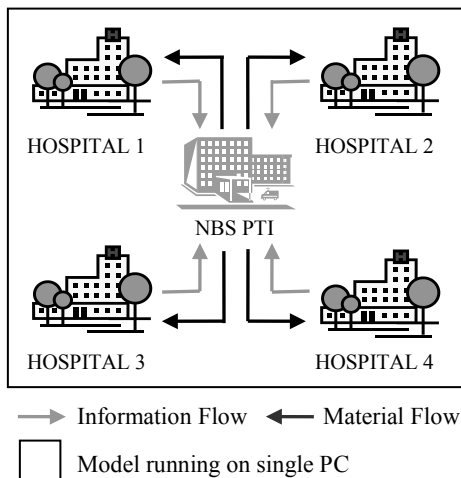 HOSPITAL 1
HOSPITAL 2
NBS PTI
HOSPITAL 3
HOSPITAL 4
Information Flow
Material Flow
Model running on single PC